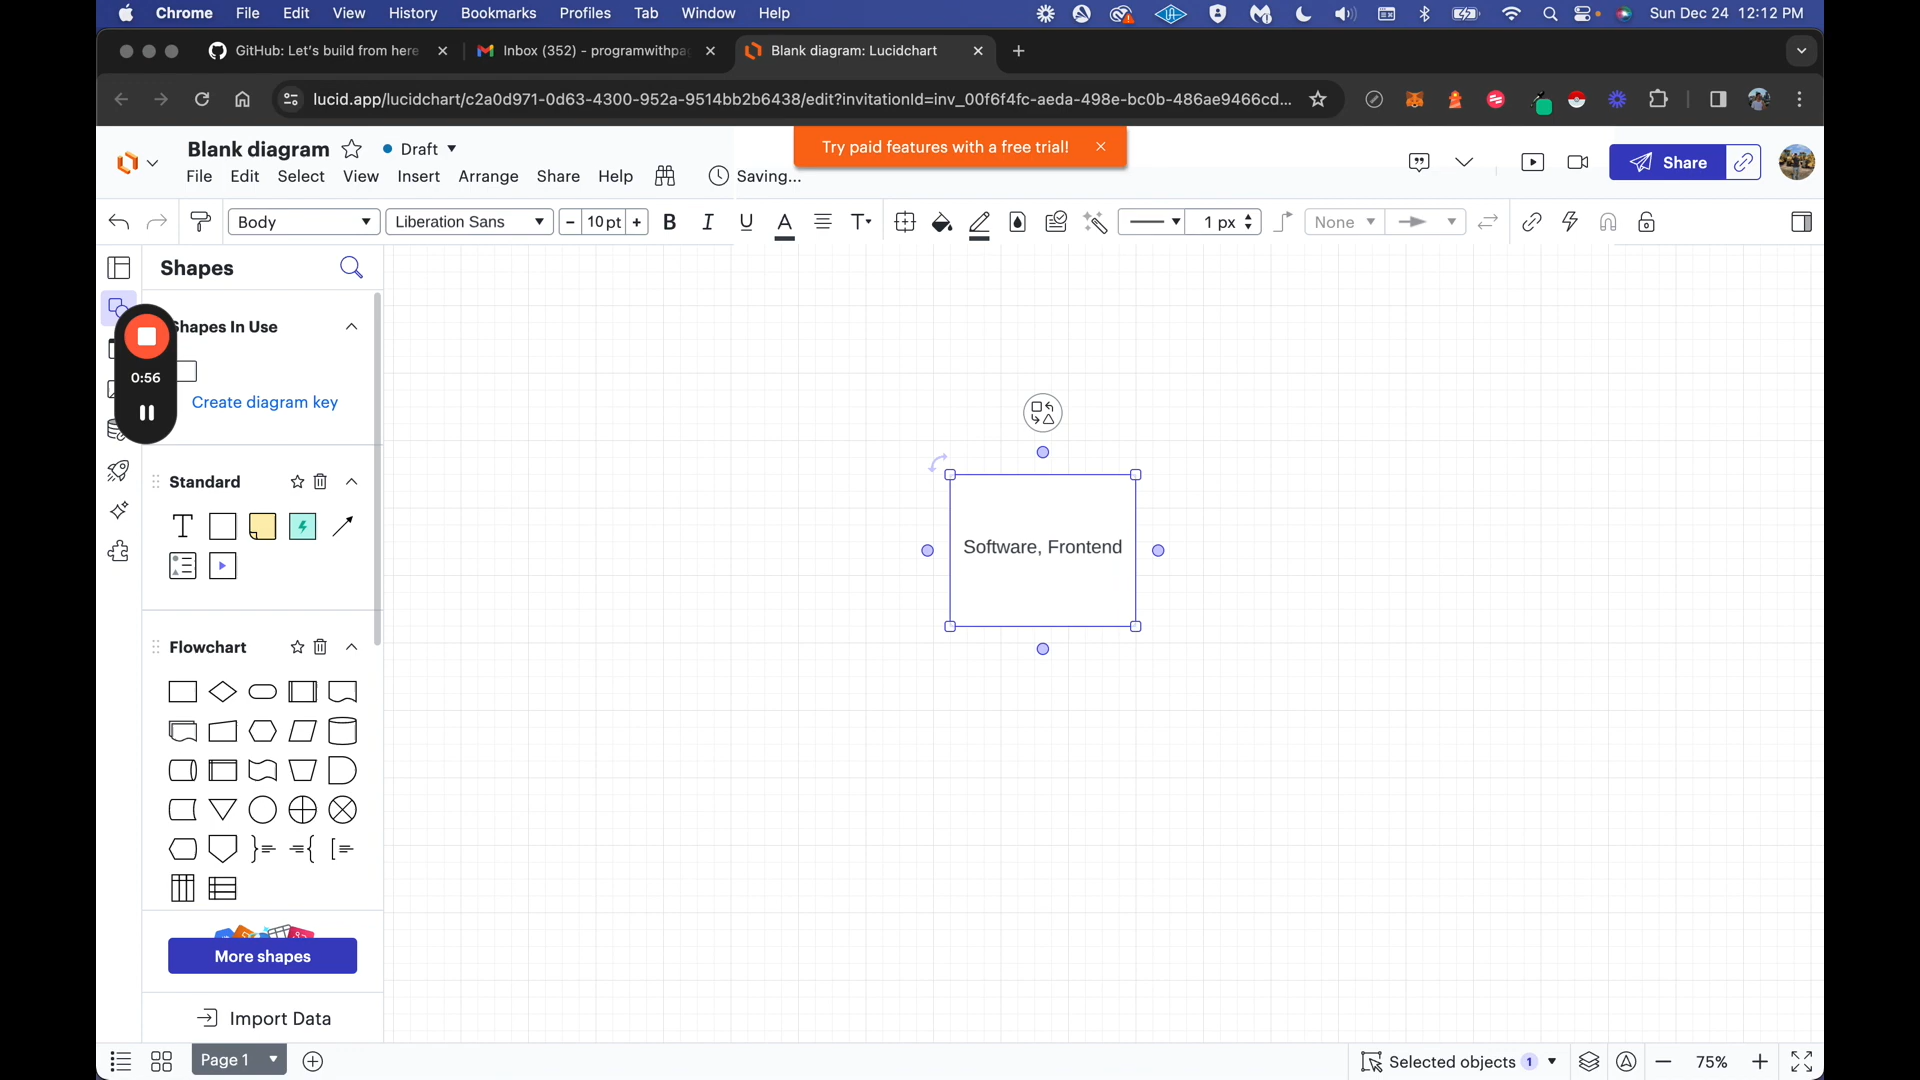 Chrome File Edit View History Bookmarks Profiles Tab Window Help Sun Dec 24 12:12 PM
GitHub: Let's build from here Inbox (352) - programwithpa Blank diagram: Lucidchart
lucid.app/lucidchart/c2a0d971-0d63-4300-952a-9514bb2b6438/edit?invitationId=inv_00f6f4fc-aeda-498e-bc0b-486ae9466cd...
Try paid features with a free trial!
Blank diagram Draft
Share
File Edit Select View Insert Arrange Share Help Saving...
Body Liberation Sans 10 pt B I U A T 1 px None
Shapes
Shapes In Use
0:56
Create diagram key
Standard
T
Software, Frontend
Flowchart
More shapes
Import Data
Page 1 Selected objects 1 75%